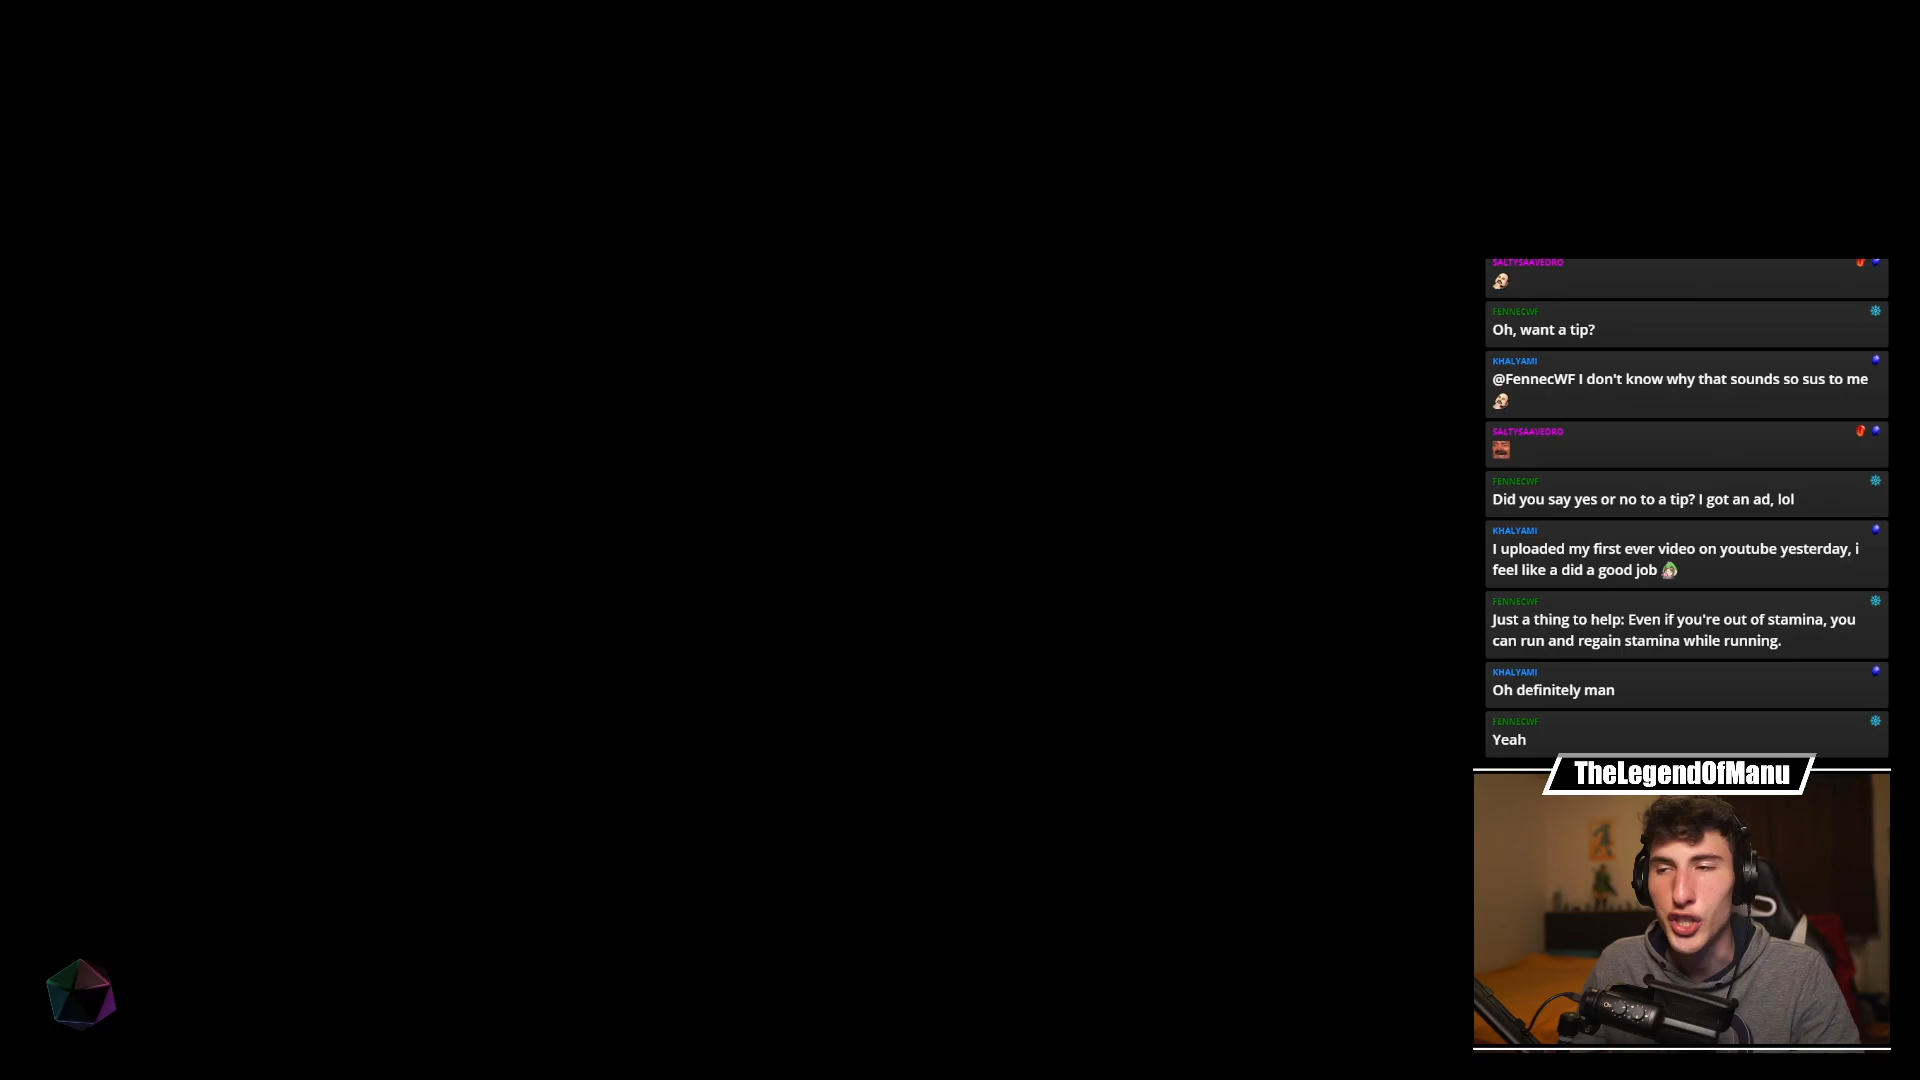 SALTYSAAVEDRO
FENNECWF
Oh, want a tip?
KHALYAMI
@FennecWF I don't know why that sounds so sus to me
SALTYSAAVEDRO
FENNECWF
Did you say yes or no to a tip? I got an ad, lol
KHALYAMI
I uploaded my first ever video on youtube yesterday, i
feel like a did a good job
FENNECWF
Just a thing to help: Even if you're out of stamina, you
can run and regain stamina while running.
KHALYAMI
Oh definitely man
FENNECWF
Yeah
TheLegendOfManu